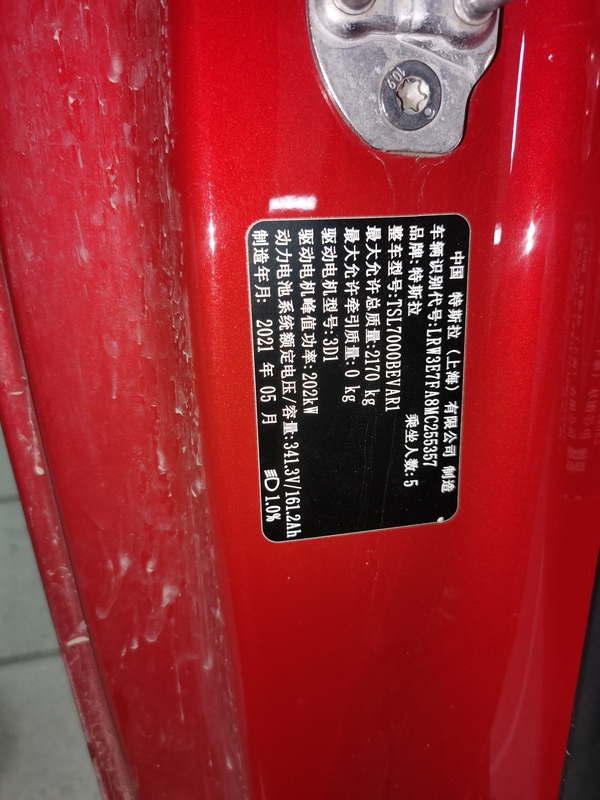 中国 特斯拉 (上海) 有限公司 制造
车辆识别代号:LRW3E7FA8MC255357
品牌:特斯拉 乘坐人数:5
整车型号:TSL7000BEVAR1
最大允许总质量:2170 kg
最大允许牵引质量:0 kg
驱动电机型号:3D1
驱动电机峰值功率:202kW
动力电池系统额定电压/容量:341.3V/161.2Ah
制造年月: 2021 年 05 月 1.0%
10.9